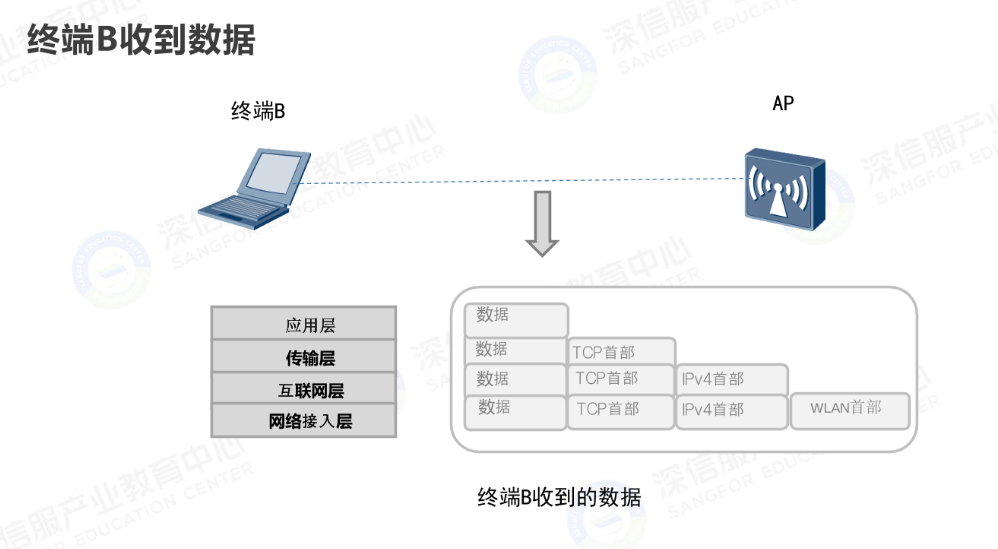 终端B收到数据
终端B
AP
应用层
传输层
互联网层
网络接入层
数据
数据 TCP首部
数据 TCP首部 IPv4首部
数据 TCP首部 IPv4首部 WLAN首部
终端B收到的数据
深信服产业教育中心
SANGFOR EDUCATION CENTER